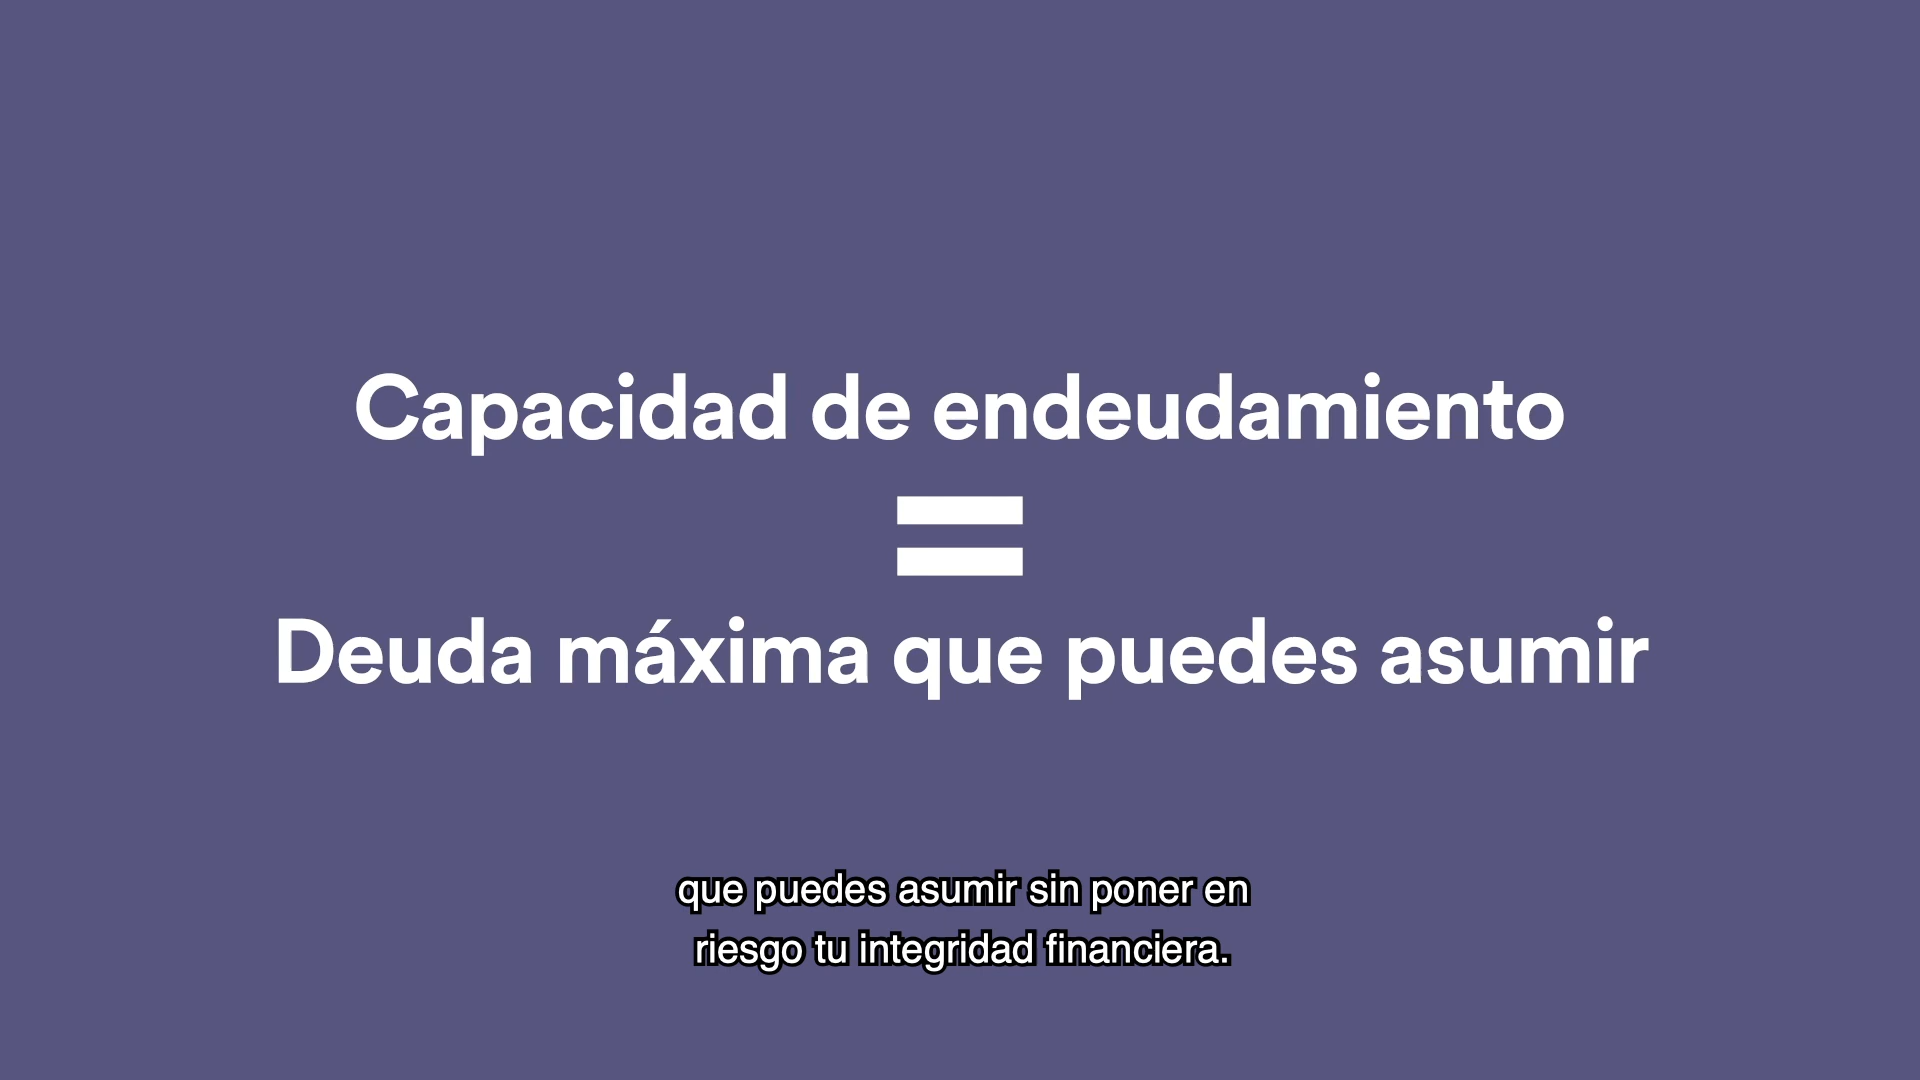 Capacidad de endeudamiento
=
Deuda máxima que puedes asumir
que puedes asumir sin poner en
riesgo tu integridad financiera.